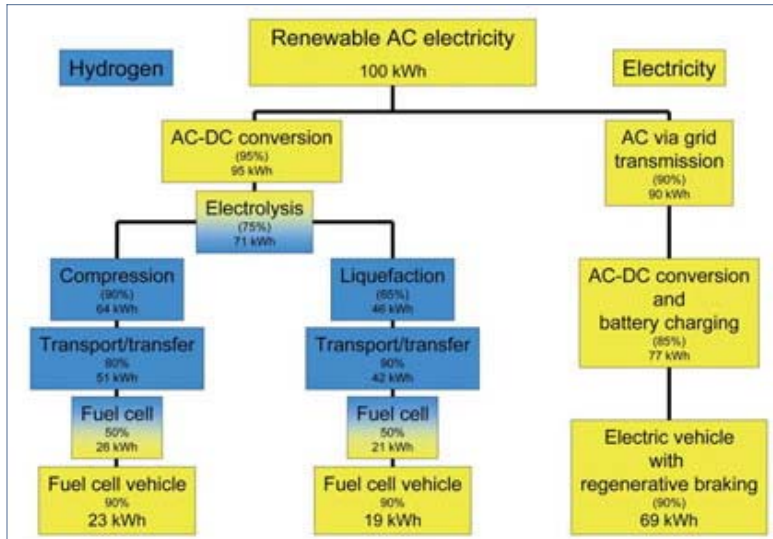 Renewable AC electricity
100 kWh
Hydrogen
Electricity
AC-DC conversion
(95%)
95 kWh
AC via grid
transmission
(90%)
90 kWh
Electrolysis
(75%)
71 kWh
Compression
(90%)
64 kWh
Liquefaction
(65%)
46 kWh
AC-DC conversion
and
battery charging
(85%)
77 kWh
Transport/transfer
80%
51 kWh
Transport/transfer
90%
42 kWh
Fuel cell
50%
26 kWh
Fuel cell
50%
21 kWh
Electric vehicle
with
regenerative braking
(90%)
69 kWh
Fuel cell vehicle
90%
23 kWh
Fuel cell vehicle
90%
19 kWh